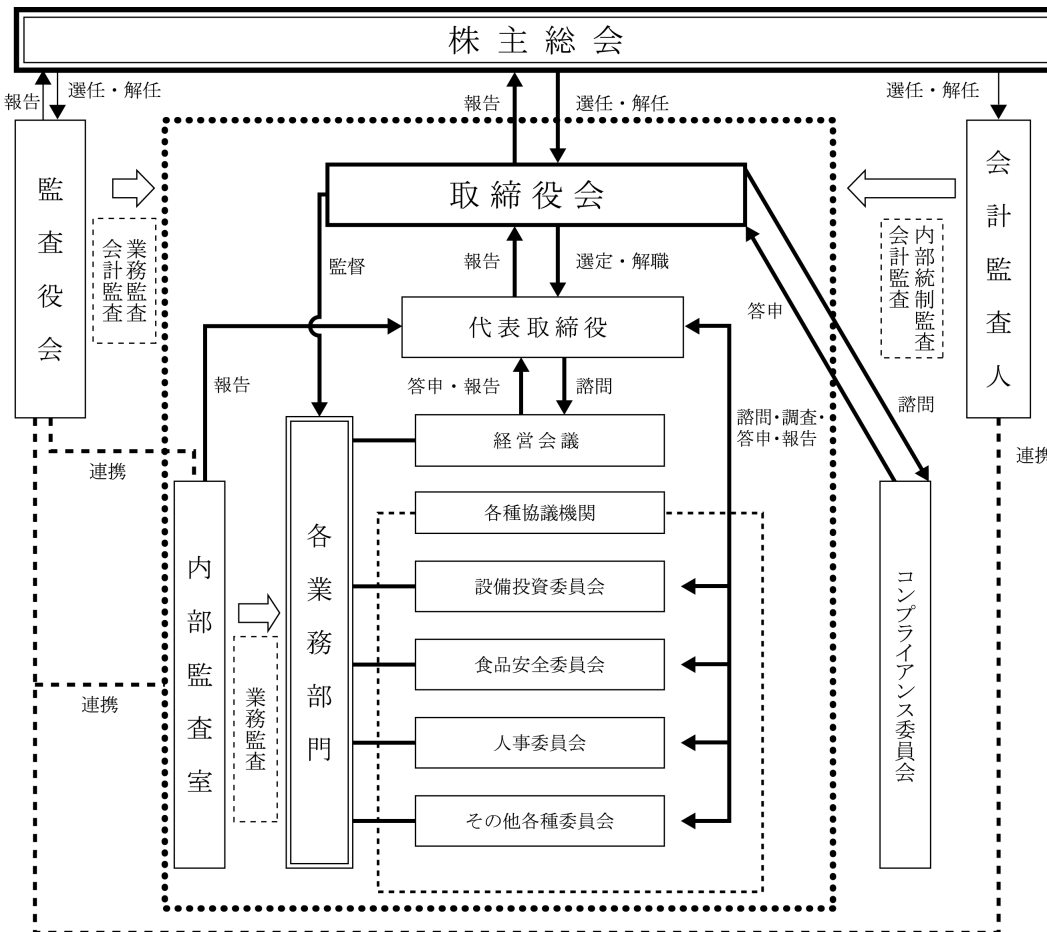 株主総会
報告
選任・解任
報告
選任・解任
選任・解任
監査役会
業務監査
会計監査
取締役会
会計監査人
内部統制監査
会計監査
監督
報告
選定・解職
答申
諮問
代表取締役
報告
答申・報告
諮問
諮問・調査・
答申・報告
経営会議
連携
連携
各種協議機関
内部監査室
各業務部門
設備投資委員会
食品安全委員会
コンプライアンス委員会
業務監査
連携
人事委員会
その他各種委員会